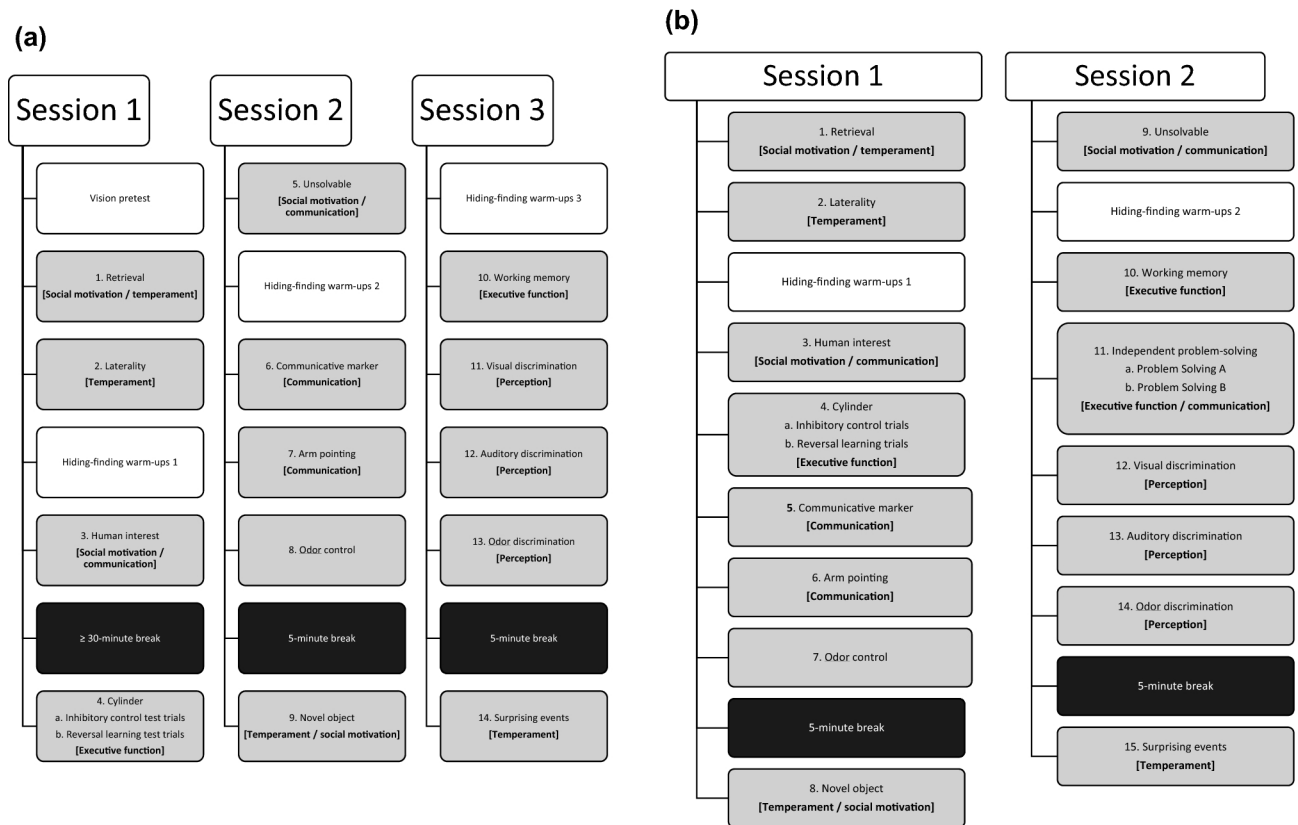 (a)
Session 1
Vision pretest
1. Retrieval
[Social motivation / temperament]
2. Laterality
[Temperament]
Hiding-finding warm-ups 1
3. Human interest
[Social motivation /
communication]
≥ 30-minute break
4. Cylinder
a. Inhibitory control test trials
b. Reversal learning test trials
[Executive function]
Session 2
5. Unsolvable
[Social motivation /
communication]
Hiding-finding warm-ups 2
6. Communicative marker
[Communication]
7. Arm pointing
[Communication]
8. Odor control
5-minute break
9. Novel object
[Temperament / social motivation]
Session 3
Hiding-finding warm-ups 3
10. Working memory
[Executive function]
11. Visual discrimination
[Perception]
12. Auditory discrimination
[Perception]
13. Odor discrimination
[Perception]
5-minute break
14. Surprising events
[Temperament]
(b)
Session 1
1. Retrieval
[Social motivation / temperament]
2. Laterality
[Temperament]
Hiding-finding warm-ups 1
3. Human interest
[Social motivation / communication]
4. Cylinder
a. Inhibitory control trials
b. Reversal learning trials
[Executive function]
5. Communicative marker
[Communication]
6. Arm pointing
[Communication]
7. Odor control
5-minute break
8. Novel object
[Temperament / social motivation]
Session 2
9. Unsolvable
[Social motivation / communication]
Hiding-finding warm-ups 2
10. Working memory
[Executive function]
11. Independent problem-solving
a. Problem Solving A
b. Problem Solving B
[Executive function / communication]
12. Visual discrimination
[Perception]
13. Auditory discrimination
[Perception]
14. Odor discrimination
[Perception]
5-minute break
15. Surprising events
[Temperament]